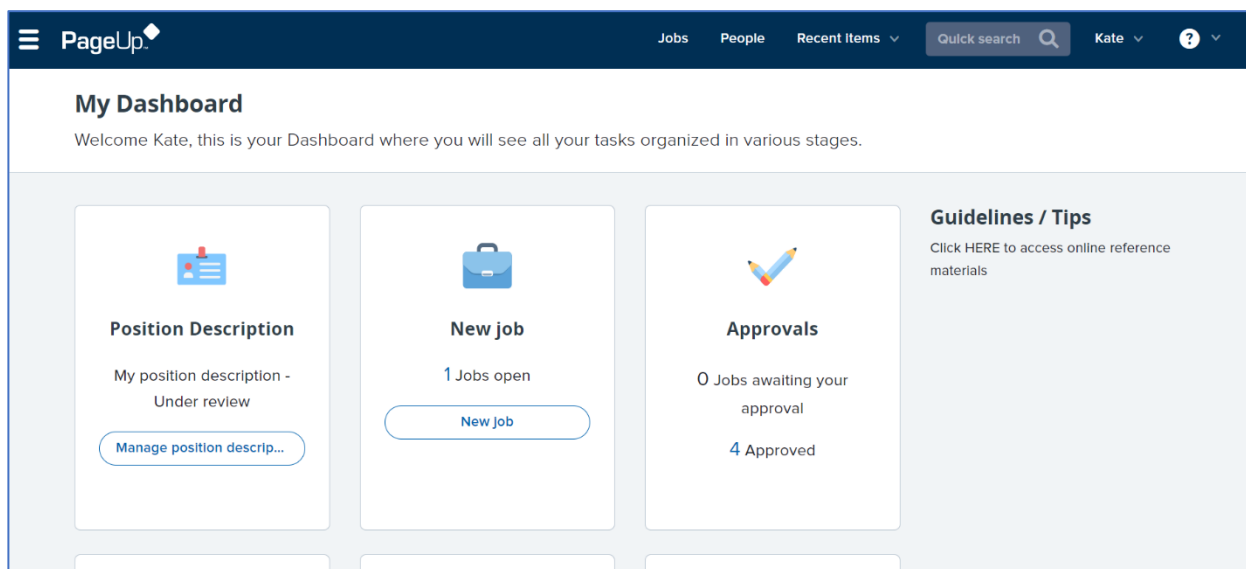 PageUp
Jobs
People
Recent Items
Quick search
Kate
?
My Dashboard
Welcome Kate, this is your Dashboard where you will see all your tasks organized in various stages.
Position Description
My position description -
Under review
Manage position descrip...
New job
1 Jobs open
New job
Approvals
0 Jobs awaiting your
approval
4 Approved
Guidelines / Tips
Click HERE to access online reference
materials